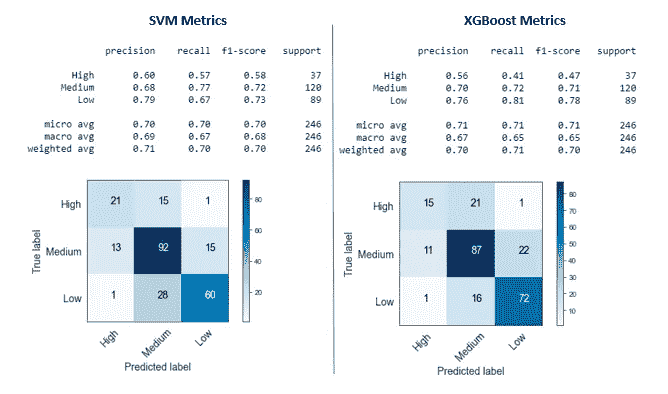 SVM Metrics
precision recall f1-score support
High 0.60 0.57 0.58 37
Medium 0.68 0.77 0.72 120
Low 0.79 0.67 0.73 89
micro avg 0.70 0.70 0.70 246
macro avg 0.69 0.67 0.68 246
weighted avg 0.71 0.70 0.70 246
True label
High 21 15 1
Medium 13 92 15
Low 1 28 60
High Medium Low
Predicted label
80
60
40
20
XGBoost Metrics
precision recall f1-score support
High 0.56 0.41 0.47 37
Medium 0.70 0.72 0.71 120
Low 0.76 0.81 0.78 89
micro avg 0.71 0.71 0.71 246
macro avg 0.67 0.65 0.65 246
weighted avg 0.70 0.71 0.70 246
True label
High 15 21 1
Medium 11 87 22
Low 1 16 72
High Medium Low
Predicted label
80
70
60
50
40
30
20
10